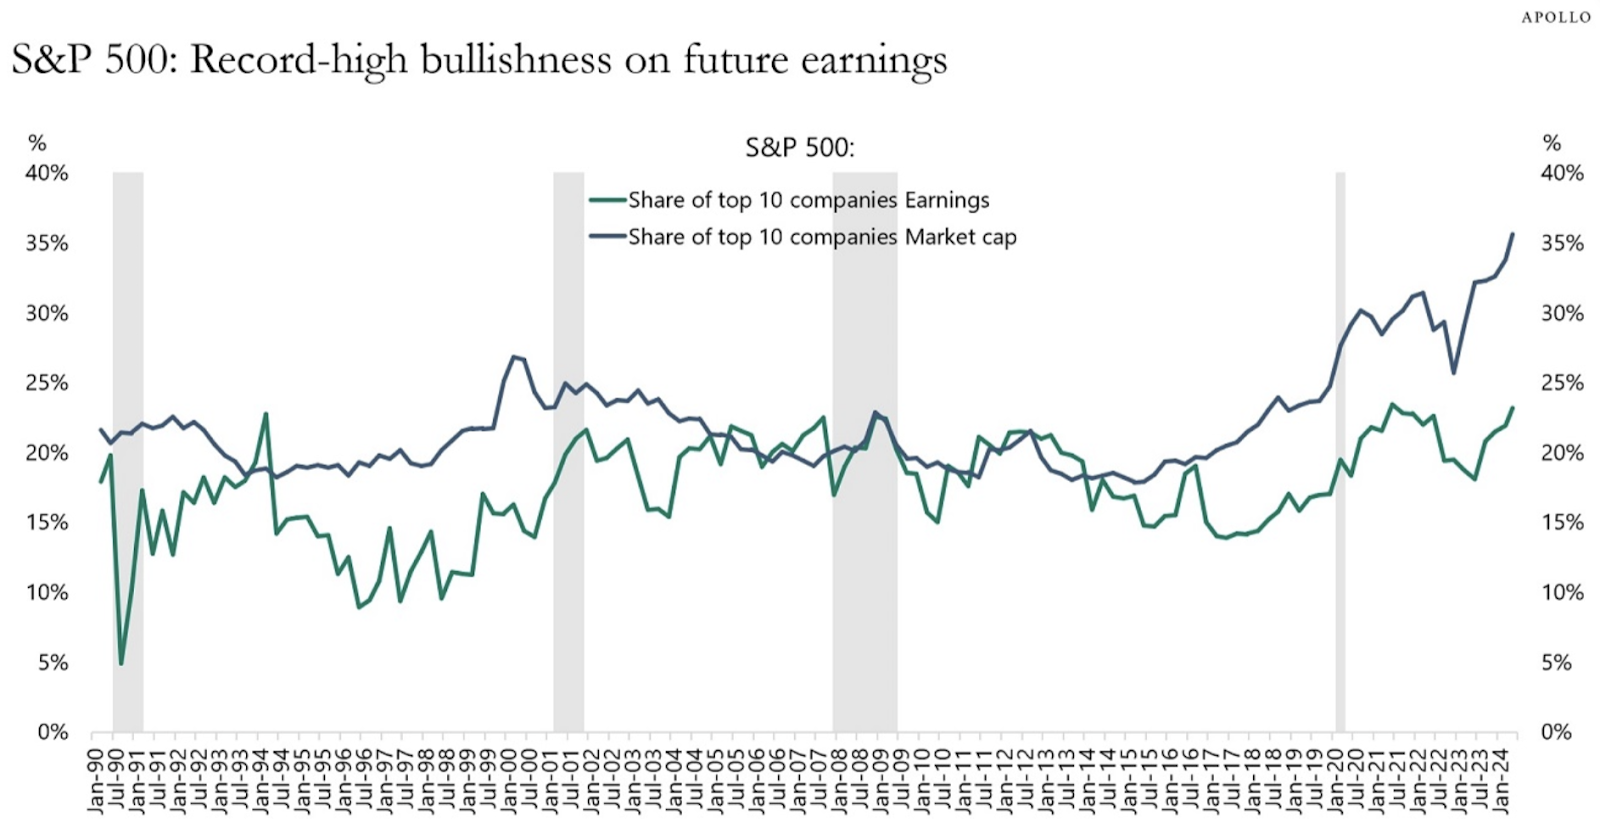 APOLLO
S&P 500: Record-high bullishness on future earnings
%
S&P 500:
%
Share of top 10 companies Earnings
Share of top 10 companies Market cap
40%
35%
30%
25%
20%
15%
10%
5%
0%
40%
35%
30%
25%
20%
15%
10%
5%
0%
Jan-90
Jul-90
Jan-91
Jul-91
Jan-92
Jul-92
Jan-93
Jul-93
Jan-94
Jul-94
Jan-95
Jul-95
Jan-96
Jul-96
Jan-97
Jul-97
Jan-98
Jul-98
Jan-99
Jul-99
Jan-00
Jul-00
Jan-01
Jul-01
Jan-02
Jul-02
Jan-03
Jul-03
Jan-04
Jul-04
Jan-05
Jul-05
Jan-06
Jul-06
Jan-07
Jul-07
Jan-08
Jul-08
Jan-09
Jul-09
Jan-10
Jul-10
Jan-11
Jul-11
Jan-12
Jul-12
Jan-13
Jul-13
Jan-14
Jul-14
Jan-15
Jul-15
Jan-16
Jul-16
Jan-17
Jul-17
Jan-18
Jul-18
Jan-19
Jul-19
Jan-20
Jul-20
Jan-21
Jul-21
Jan-22
Jul-22
Jan-23
Jul-23
Jan-24